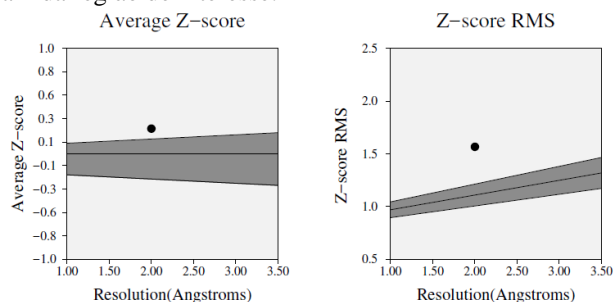 Average Z−score
Z−score RMS
Average Z−score
1.0
0.8
0.6
0.3
0.1
−0.1
−0.3
−0.6
−0.8
−1.0
1.00 1.50 2.00 2.50 3.00 3.50
Resolution(Angstroms)
Z−score RMS
2.5
2.0
1.5
1.0
0.5
1.00 1.50 2.00 2.50 3.00 3.50
Resolution(Angstroms)